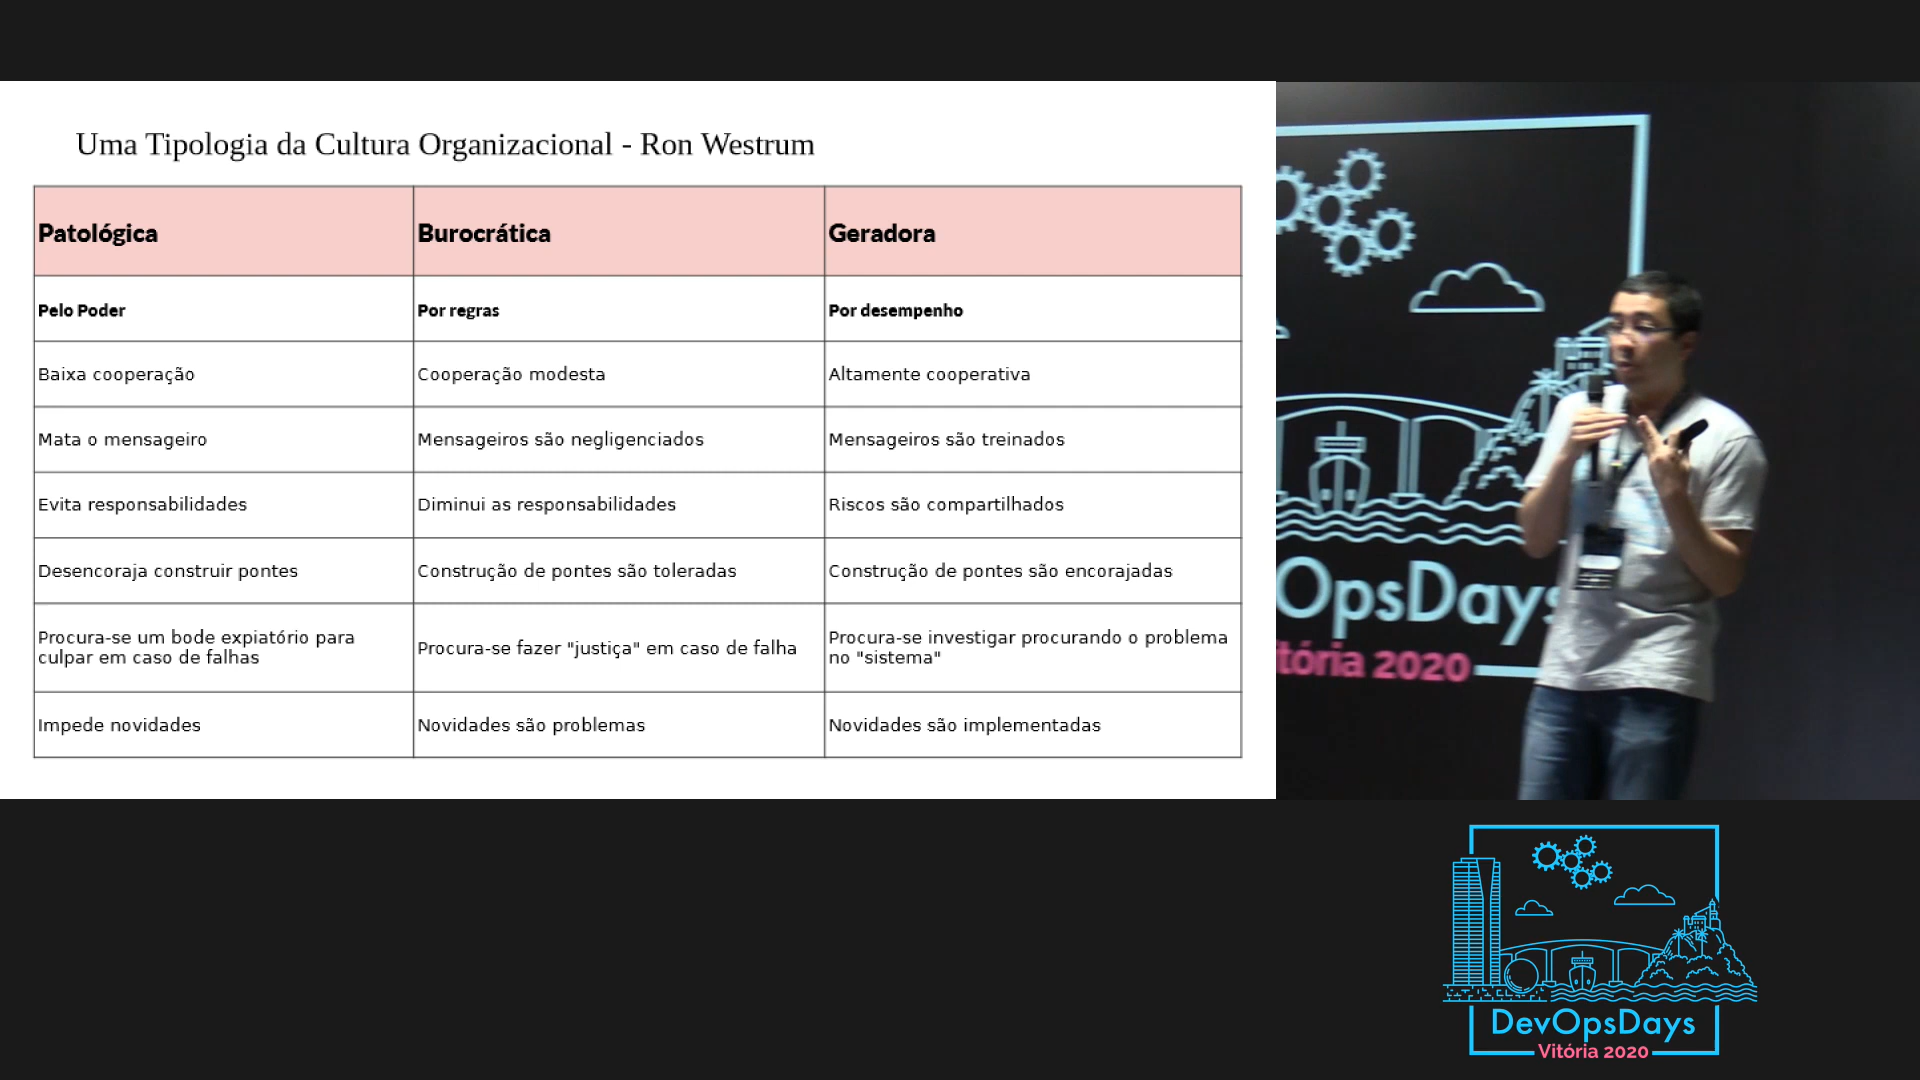 Uma Tipologia da Cultura Organizacional - Ron Westrum
Patológica
Burocrática
Geradora
Pelo Poder
Por regras
Por desempenho
Baixa cooperação
Cooperação modesta
Altamente cooperativa
Mata o mensageiro
Mensageiros são negligenciados
Mensageiros são treinados
Evita responsabilidades
Diminui as responsabilidades
Riscos são compartilhados
Desencoraja construir pontes
Construção de pontes são toleradas
Construção de pontes são encorajadas
Procura-se um bode expiatório para
culpar em caso de falhas
Procura-se fazer "justiça" em caso de falha
Procura-se investigar procurando o problema
no "sistema"
Impede novidades
Novidades são problemas
Novidades são implementadas
OpsDays
tória 2020
DevOpsDays
Vitória 2020